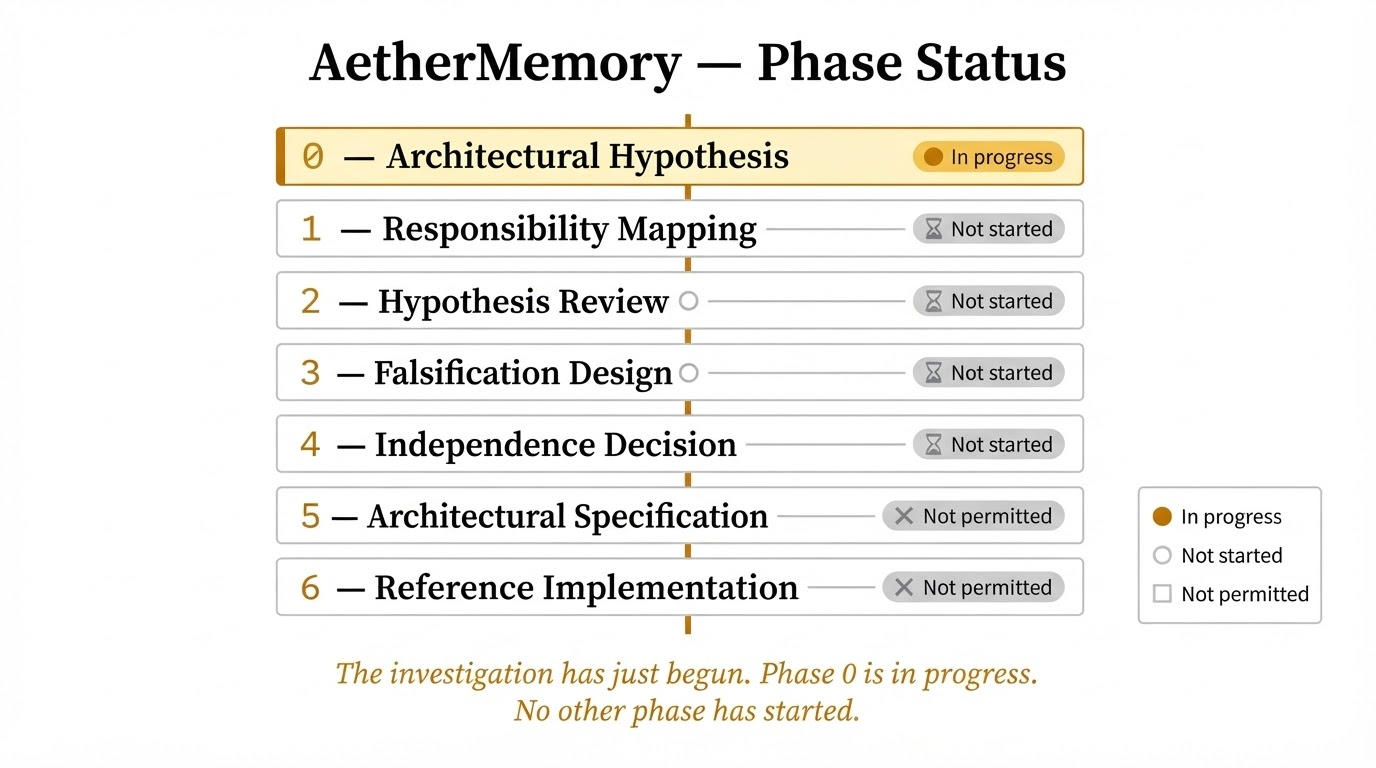 AetherMemory — Phase Status
0 — Architectural Hypothesis In progress
1 — Responsibility Mapping Not started
2 — Hypothesis Review Not started
3 — Falsification Design Not started
4 — Independence Decision Not started
5 — Architectural Specification Not permitted
6 — Reference Implementation Not permitted
In progress
Not started
Not permitted
The investigation has just begun. Phase 0 is in progress.
No other phase has started.